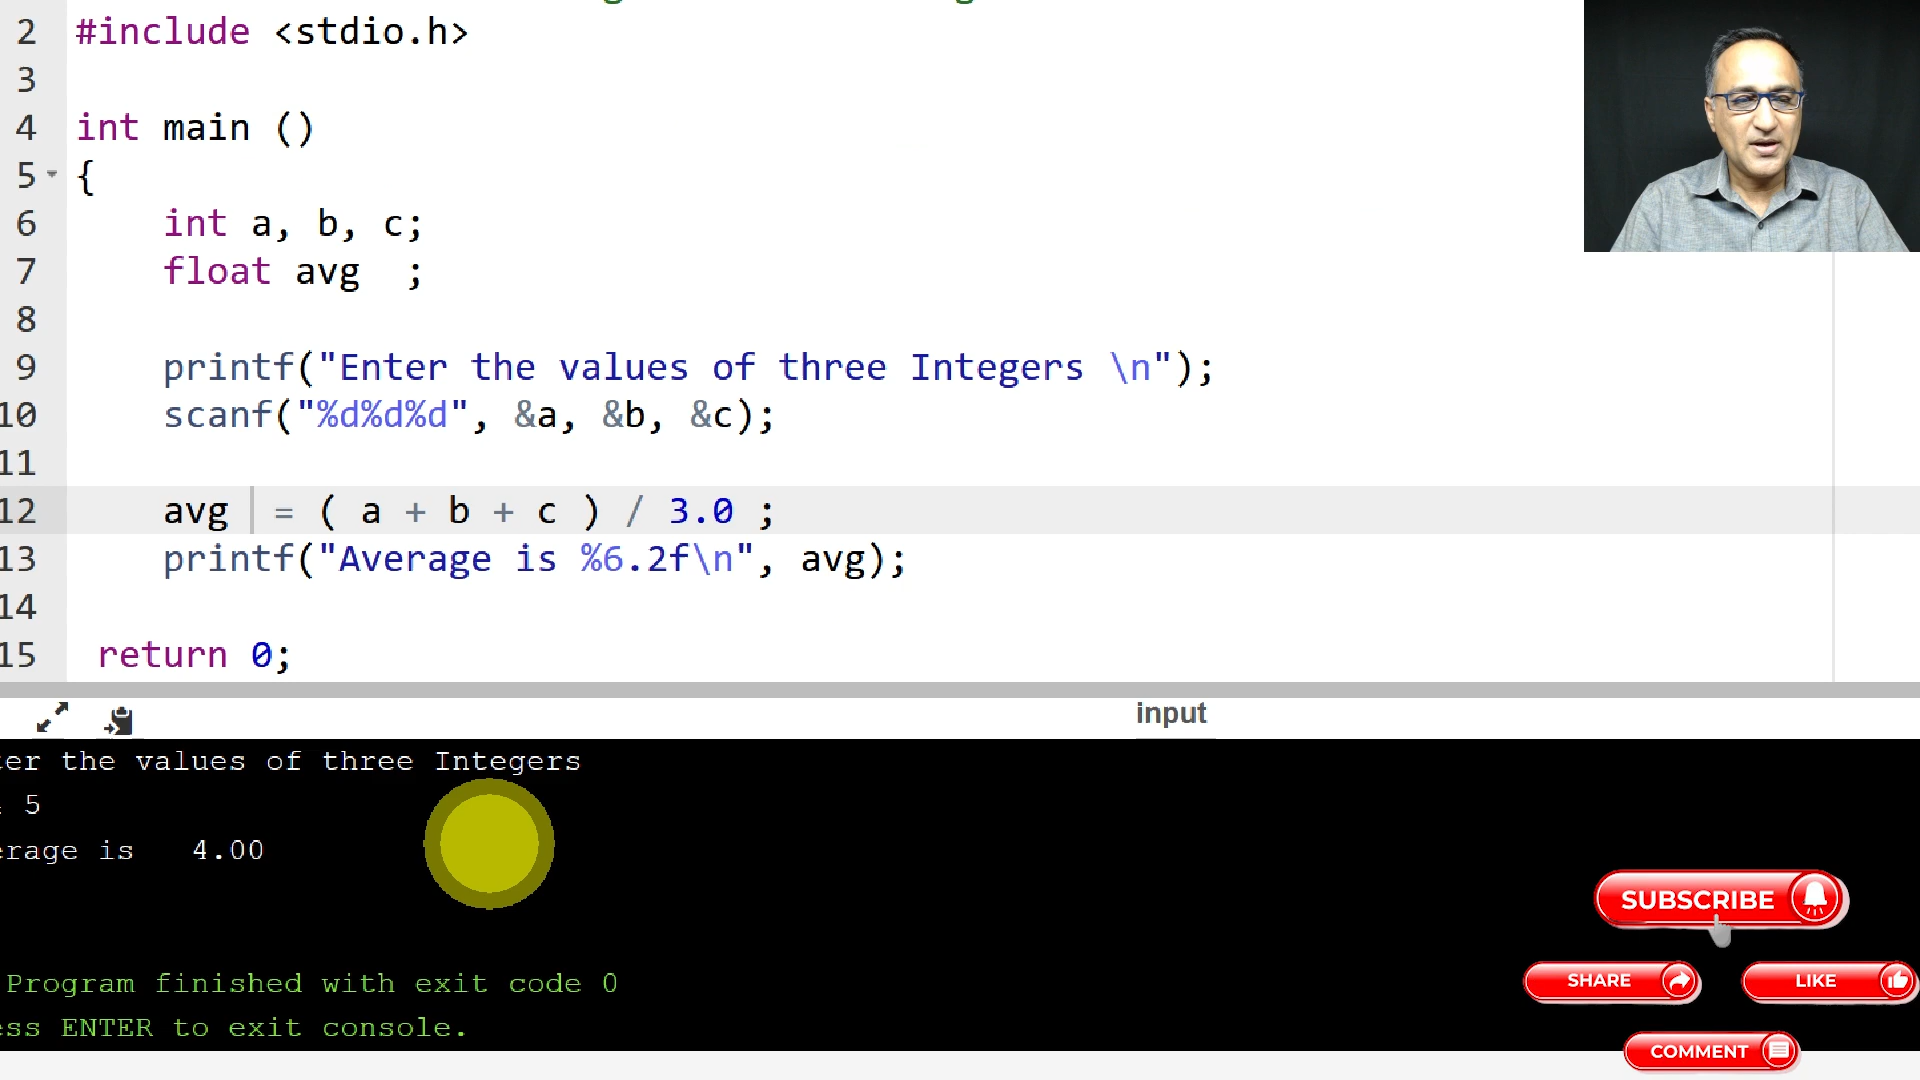 2 #include <stdio.h>
3
4 int main ()
5 {
6 int a, b, c;
7 float avg ;
8
9 printf("Enter the values of three Integers \n");
10 scanf("%d%d%d", &a, &b, &c);
11
12 avg = ( a + b + c ) / 3.0 ;
13 printf("Average is %6.2f\n", avg);
14
15 return 0;
input
ter the values of three Integers
5
erage is 4.00
Program finished with exit code 0
ess ENTER to exit console.
SUBSCRIBE
SHARE
LIKE
COMMENT